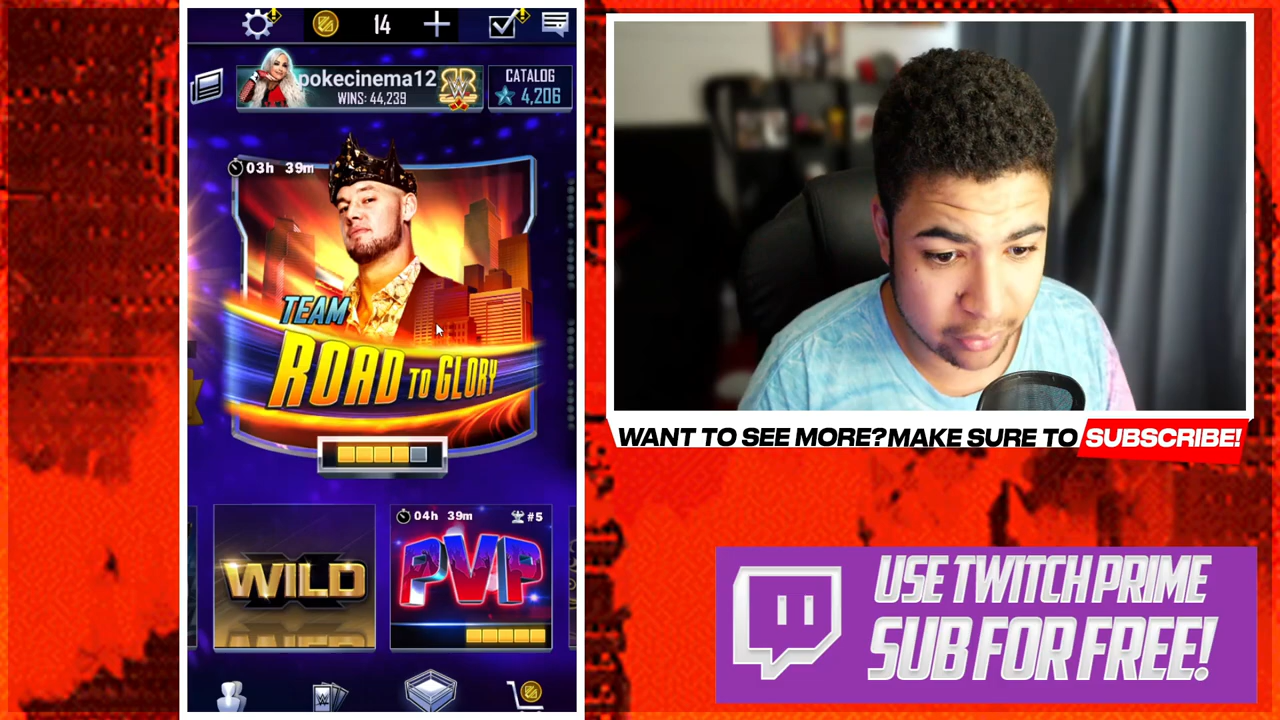 14
pokecinema12
WINS: 44,239
CATALOG
4,206
03h 39m
TEAM
ROAD TO GLORY
WILD
04h 39m
#5
PVP
WANT TO SEE MORE? MAKE SURE TO SUBSCRIBE!
USE TWITCH PRIME
SUB FOR FREE!